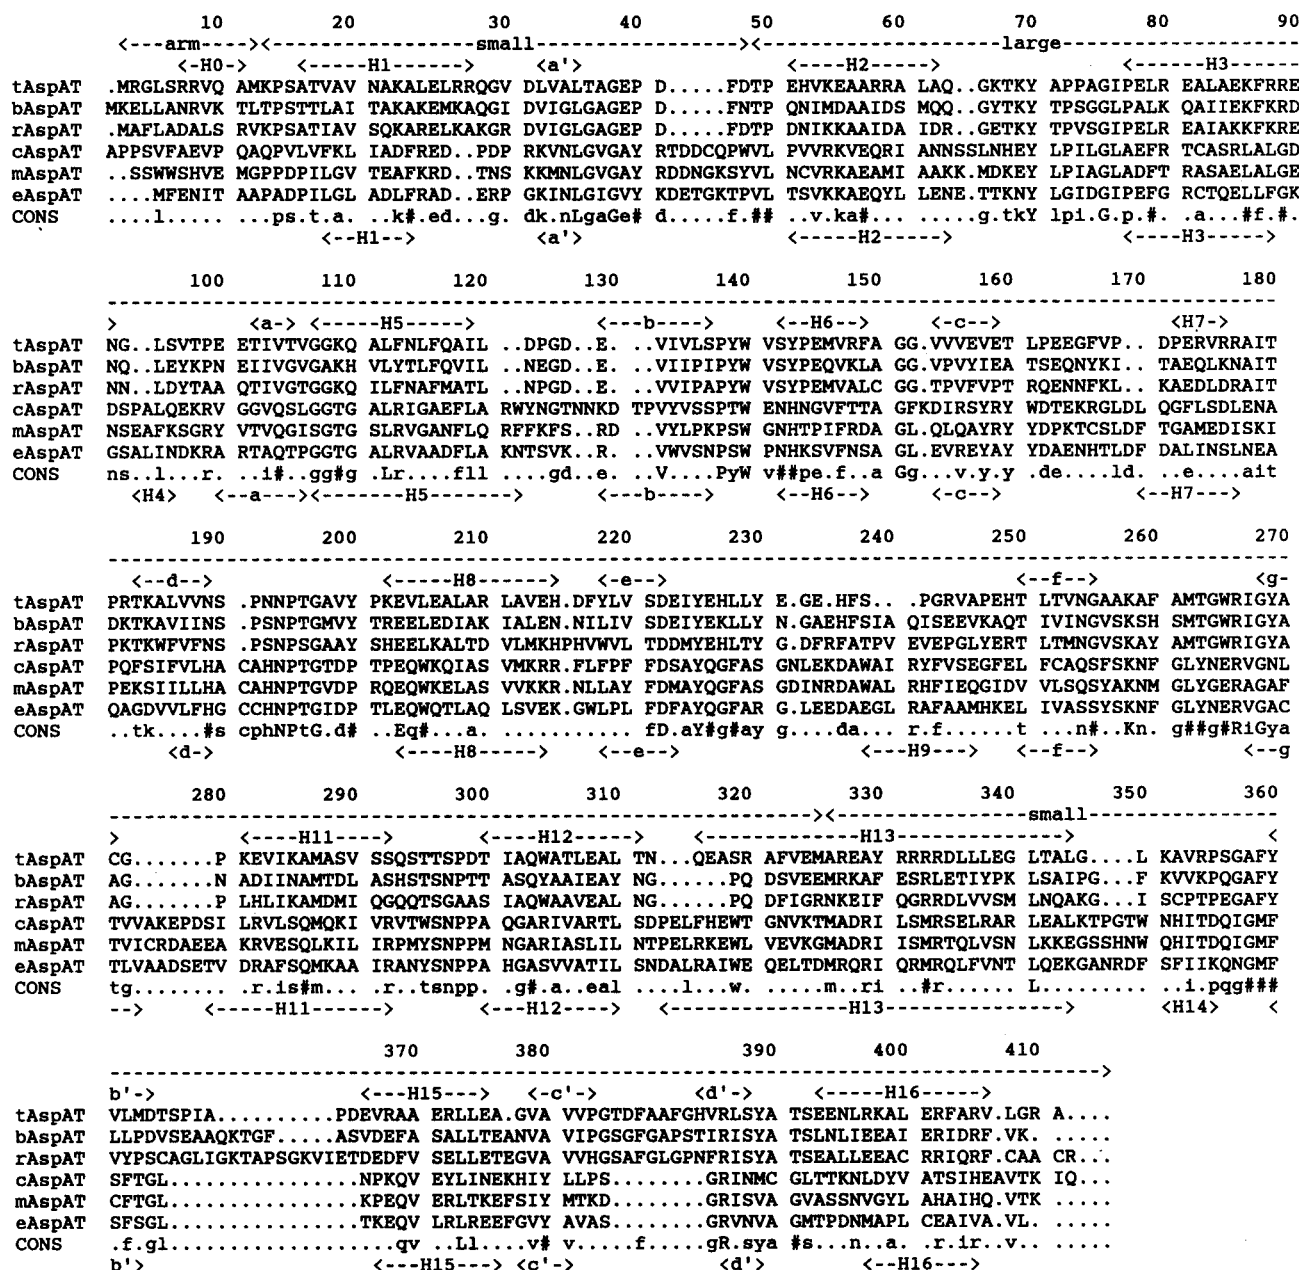 10 20 30 40 50 60 70 80 90
<---arm---><-----------------small----------------><--------------------large------------------
<-H0-> <-----H1-----> <a'> <---H2----> <-----H3---
tAspAT .MRGLSRRVQ AMKPSATVAV NAKALELRRQGV DLVALTAGEP D.....FDTP EHVKEAARRA LAQ..GKTKY APPAGIPELR EALAEKFRRE
bAspAT MKELLANRVK TLTPSTTLAI TAKAKEMKAQGI DVIGLGAGEP D.....FNTP QNIMDAAIDS MQQ..GYTKY TPSGGLPALK QAIIEKFKRD
rAspAT .MAFLADALS RVKPSATIAV SQKARELKAKGR DVIGLGAGEP D.....FDTP DNIKKAAIDA IDR..GETKY TPVSGIPELR EAIAKKFKRE
cAspAT APPSVFAEVP QAQPVLVFKL IADFRED..PDP RKVNLGVGAY RTDDCQPWVL PVVRKVEQRI ANNSSLNHEY LPILGLAEFR TCASRLALGD
mAspAT ..SSWWSHVE MGPPDPILGV TEAFKRD..TNS KKMNLGVGAY RDDNGKSYVL NCVRKAEAMI AAKK.MDKEY LPIAGLADFT RASAELALGE
eAspAT ....MFENIT AAPADPILGL ADLFRAD..ERP GKINLGIGVY KDETGKTPVL TSVKKAEQYL LENE.TTKNY LGIDGIPEFG RCTQELLFGK
CONS ....l..... ...ps.t.a. ..k#.ed...g. dk.nLgaGe# d.....f.## ..v.ka#... .....g.tkY lpi.G.p.#. .a...#f.#.
<--H1---> <a'> <----H2-----> <----H3---->
100 110 120 130 140 150 160 170 180
> <a-> <-----H5-----> <---b----> <--H6---> <-c--> <H7->
tAspAT NG..LSVTPE ETIVTVGGKQ ALFNLFQAIL ..DPGD..E. ..VIVLSPYW VSYPEMVRFA GG.VVVEVET LPEEGFVP.. DPERVRRAIT
bAspAT NQ..LEYKPN EIIVGVGAKH VLYTLFQVIL ..NEGD..E. ..VIIPIPYW VSYPEQVKLA GG.VPVYIEA TSEQNYKI.. TAEQLKNAIT
rAspAT NN..LDYTAA QTIVGTGGKQ ILFNAFMATL ..NPGD..E. ..VVIPAPYW VSYPEMVALC GG.TPVFVPT RQENNFKL.. KAEDLDRAIT
cAspAT DSPALQEKRV GGVQSLGGTG ALRIGAEFLA RWYNGTNNKD TPVYVSSPTW ENHNGVFTTA GFKDIRSYRY WDTEKRGLDL QGFLSDLENA
mAspAT NSEAFKSGRY VTVQGISGTG SLRVGANFLQ RFFKFS..RD ..VYLPKPSW GNHTPIFRDA GL.QLQAYRY YDPKTCSLDF TGAMEDISKI
eAspAT GSALINDKRA RTAQTPGGTG ALRVAADFLA KNTSVK..R. ..VWVSNPSW PNHKSVFNSA GL.EVREYAY YDAENHTLDF DALINSLNEA
CONS ns..l...r. ...i#.gg#g .Lr...fll ....gd..e. ..V....PyW v##pe.f..a Gg..v.y.y .de...ld. ...e....ait
<H4> <--a---> <------H5------> <---b----> <--H6---> <-c--> <--H7--->
190 200 210 220 230 240 250 260 270
<--d--> <----H8-----> <-e--> <--f--> <g-
tAspAT PRTKALVVNS .PNNPTGAVY PKEVLEALAR LAVEH.DFYLV SDEIYEHLLY E.GE.HFS.. .PGRVAPEHT LTVNGAAKAF AMTGWRIGYA
bAspAT DKTKAVIINS .PSNPTGMVY TREELEDIAK IALEN.NILIV SDEIYEKLLY N.GAEHFSIA QISEEVKAQT IVINGVSKSH SMTGWRIGYA
rAspAT PKTKWFVFNS .PSNPSGAAY SHEELKALTD VLMKHPHVWVL TDDMYEHLTY G.DFRFATPV EVEPGLYERT LTMNGVSKAY AMTGWRIGYA
cAspAT PQFSIFVLHA CAHNPTGTDP TPEQWKQIAS VMKRR.FLFPF FDSAYQGFAS GNLEKDAWAI RYFVSEGFEL FCAQSFSKNF GLYNERVGNL
mAspAT PEKSIILLHA CAHNPTGVDP RQEQWKELAS VVKKR.NLLAY FDMAYQGFAS GDINRDAWAL RHFIEQGIDV VLSQSYAKNM GLYGERAGAF
eAspAT QAGDVVLFHG CCHNPTGIDP TLEQWQTLAQ LSVEK.GWLPL FDFAYQGFAR G.LEEDAEGL RAFAAMHKEL IVASSYSKNF GLYNERVGAC
CONS ..tk....#s cphNPtG.d# ..Eq#...a. .......... fD.aY#g#ay g....da... r.f......t ...n#..Kn. g##g#RiGya
<d-> <----H8----> <--e--> <---H9---> <--f--> <--g
280 290 300 310 320 330 340 350 360
> <----H11----> <---H12----> <------------H13------------> small <
tAspAT CG.......P KEVIKAMASV SSQSTTSPDT IAQWATLEAL TN...QEASR AFVEMAREAY RRRRDLLLEG LTALG....L KAVRPSGAFY
bAspAT AG.......N ADIINAMTDL ASHSTSNPTT ASQYAAIEAY NG......PQ DSVEEMRKAF ESRLETIYPK LSAIPG...F KVVKPQGAFY
rAspAT AG.......P LHLIKAMDMI QGQQTSGAAS IAQWAAVEAL NG......PQ DFIGRNKEIF QGRRDLVVSM LNQAKG...I SCPTPEGAFY
cAspAT TVVAKEPDSI LRVLSQMQKI VRVTWSNPPA QGARIVARTL SDPELFHEWT GNVKTMADRI LSMRSELRAR LEALKTPGTW NHITDQIGMF
mAspAT TVICRDAEEA KRVESQLKIL IRPMYSNPPM NGARIASLIL NTPELRKEWL VEVKGMADRI ISMRTQLVSN LKKEGSSHNW QHITDQIGMF
eAspAT TLVAADSETV DRAFSQMKAA IRANYSNPPA HGASVVATIL SNDALRAIWE QELTDMRQRI QRMRQLFVNT LQEKGANRDF SFIIKQNGMF
CONS tg........ .r.is#m... .r..tsnpp. .g#.a..eal ....l..w.. ....m..ri ..#r...... L......... ..i.pqg###
--> <-----H11------> <---H12---> <--------------H13--------------> <H14> <
370 380 390 400 410
b'-> <---H15---> <-c'--> <d'-> <----H16---->
tAspAT VLMDTSPIA...........PDEVRAA ERLLEA.GVA VVPGTDFAAFGHVRLSYA TSEENLRKAL ERFARV.LGR A....
bAspAT LLPDVSEAAQKTGF.....ASVDEFA SALLTEANVA VIPGSGFGAPSTIRISYA TSLNLIEEAI ERIDRF.VK. .....
rAspAT VYPSCAGLIGKTAPSGKVIETDEDFV SELLETEGVA VVHGSAFGLGPNFRISYA TSEALLEEAC RRIQRF.CAA CR...
cAspAT SFTGL...............NPKQV EYLINEKHIY LLPS.......GRINMC GLTTKNLDYV ATSIHEAVTK IQ...
mAspAT CFTGL...............KPEQV ERLTKEFSIY MTKD.......GRISVA GVASSNVGYL AHAIHQ.VTK .....
eAspAT SFSGL...............TKEQV LRLREEFGVY AVAS.......GRVNVA GMTPDNMAPL CEAIVA.VL. .....
CONS .f.gl..................qv ..Ll....v# v.....f.....gR.sya #s...n..a. .r.ir..v.. .....
b'-> <---H15----> <-c'--> <d'> <---H16--->